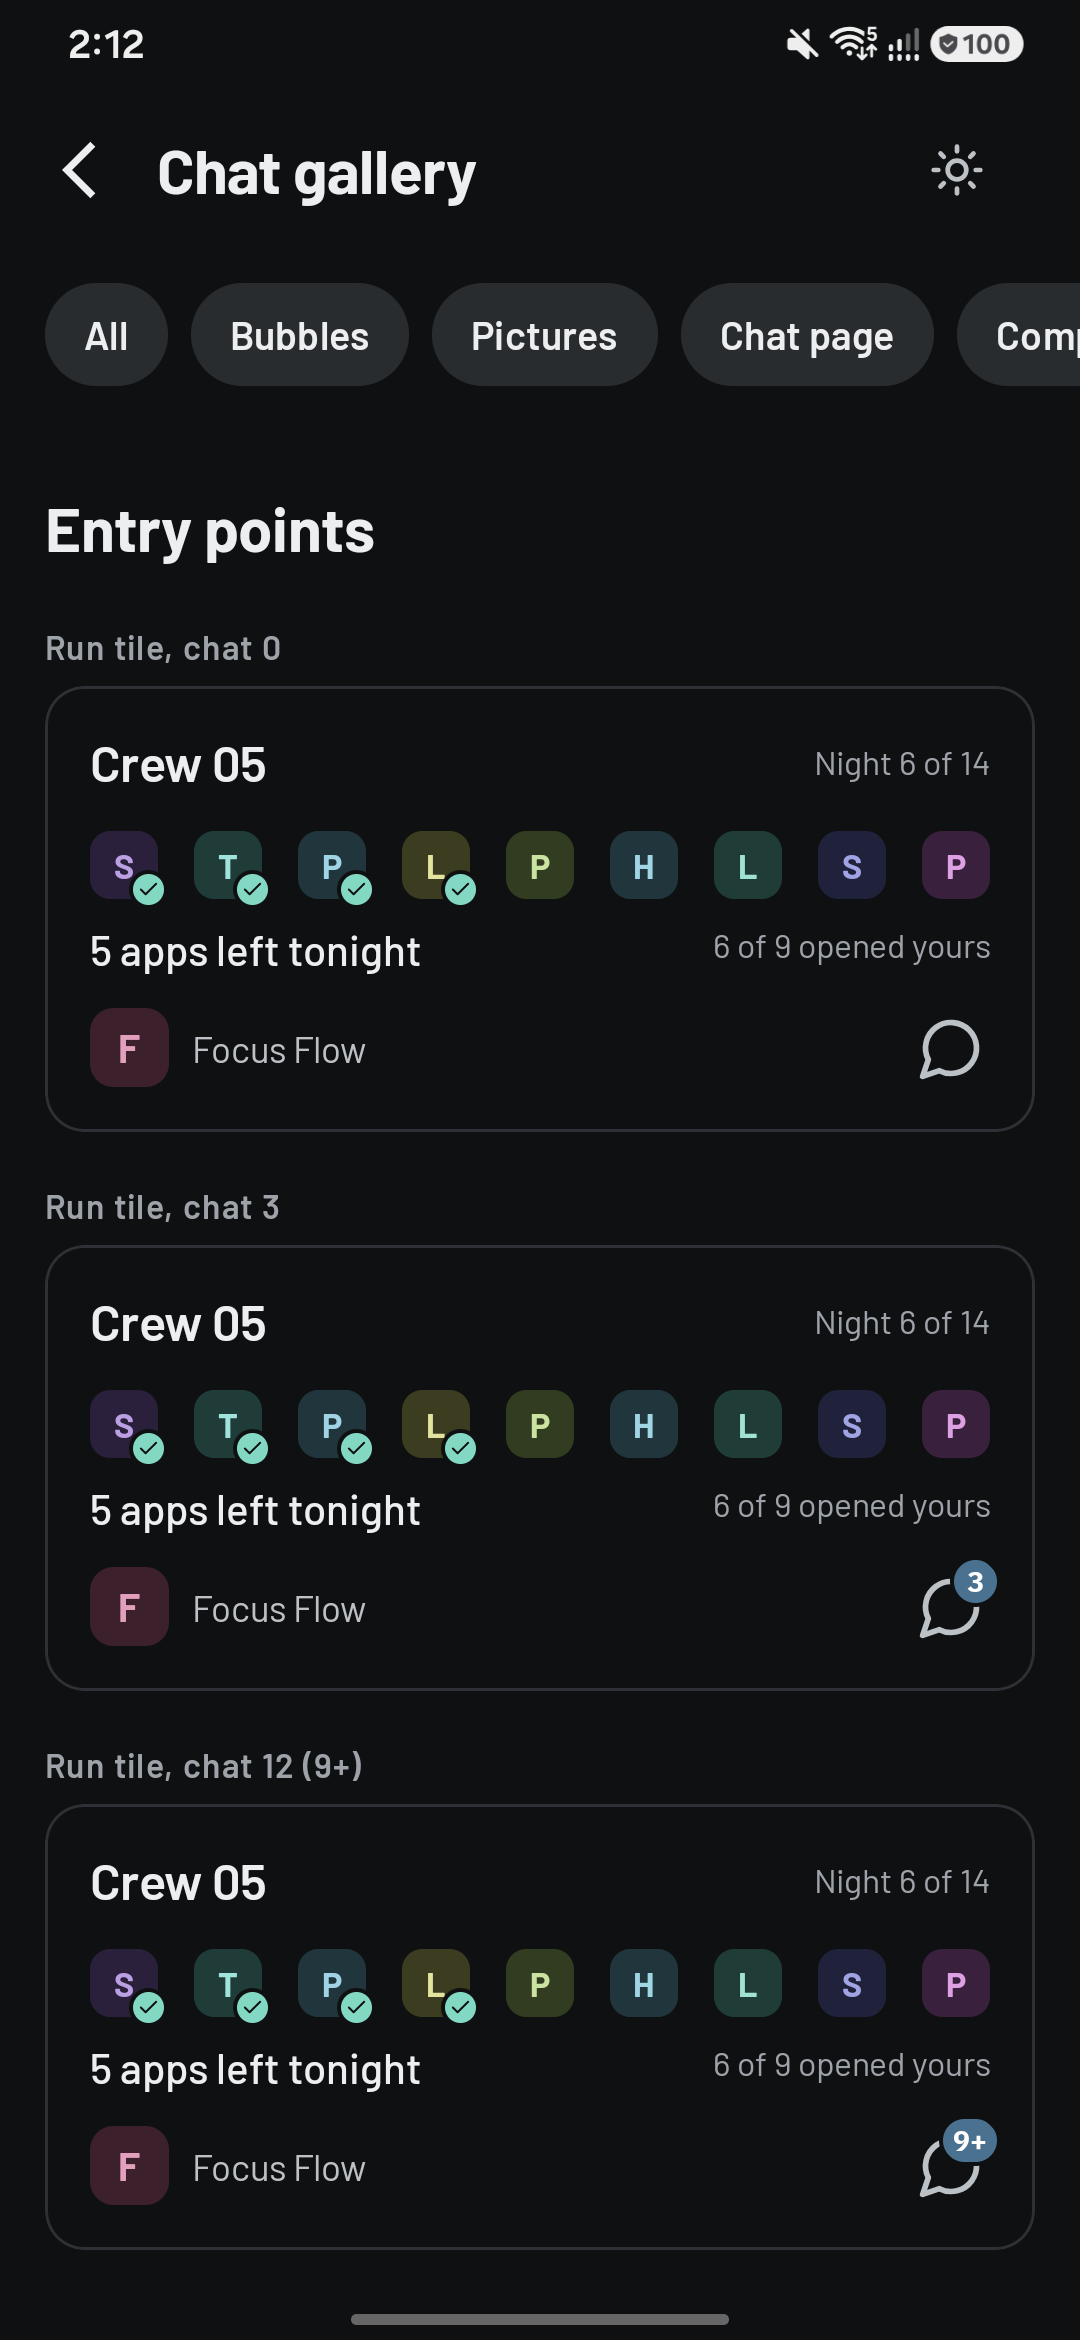 2:12
5
100
Chat gallery
All Bubbles Pictures Chat page Comp
Entry points
Run tile, chat 0
Crew 05 Night 6 of 14
S T P L P H L S P
5 apps left tonight 6 of 9 opened yours
F Focus Flow
Run tile, chat 3
Crew 05 Night 6 of 14
S T P L P H L S P
5 apps left tonight 6 of 9 opened yours
F Focus Flow 3
Run tile, chat 12 (9+)
Crew 05 Night 6 of 14
S T P L P H L S P
5 apps left tonight 6 of 9 opened yours
F Focus Flow 9+